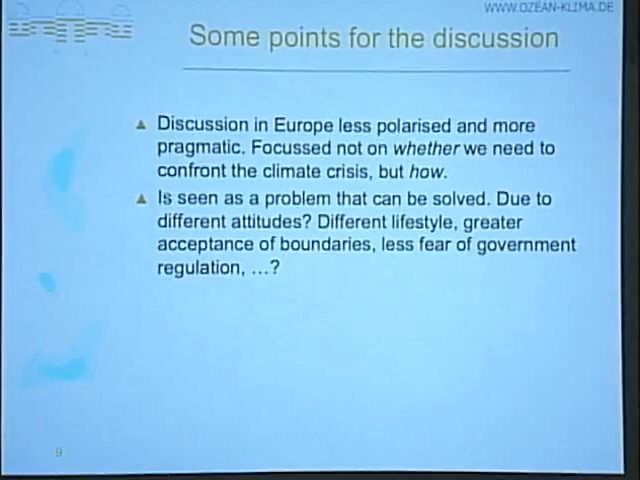 WWW.OZEAN-KLIMA.DE
Some points for the discussion
Discussion in Europe less polarised and more
pragmatic. Focussed not on whether we need to
confront the climate crisis, but how.
Is seen as a problem that can be solved. Due to
different attitudes? Different lifestyle, greater
acceptance of boundaries, less fear of government
regulation, …?
9